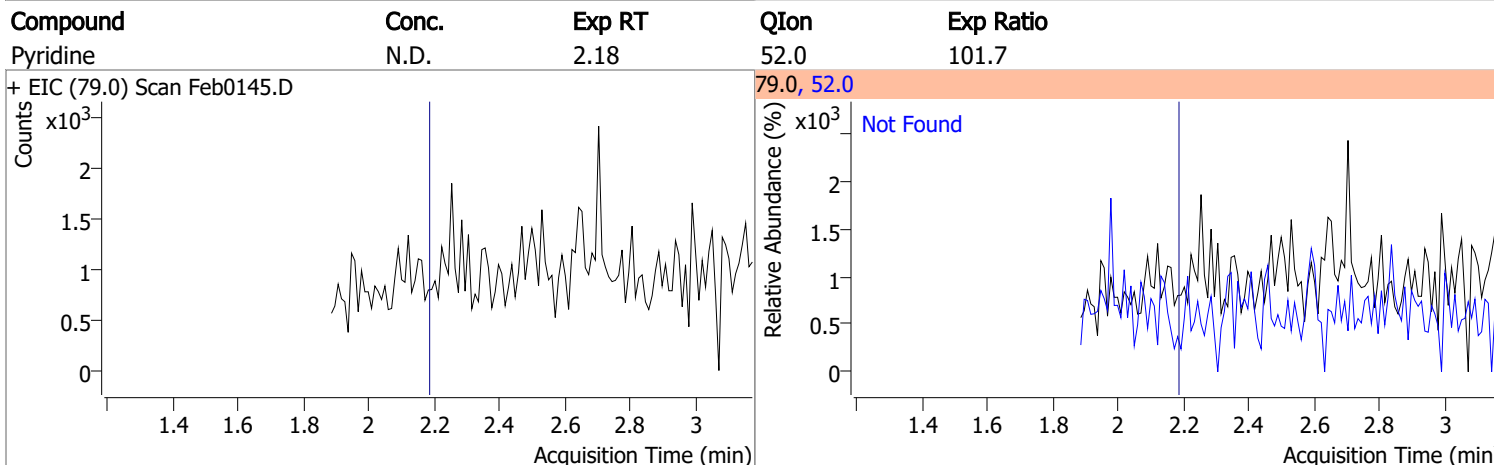 Compound Conc. Exp RT QIon Exp Ratio
Pyridine N.D. 2.18 52.0 101.7
+ EIC (79.0) Scan Feb0145.D
Counts
x10³
2
1.5
1
0.5
0
1.4 1.6 1.8 2 2.2 2.4 2.6 2.8 3
Acquisition Time (min)
79.0, 52.0
Relative Abundance (%)
x10³
Not Found
2
1.5
1
0.5
0
1.4 1.6 1.8 2 2.2 2.4 2.6 2.8 3
Acquisition Time (min